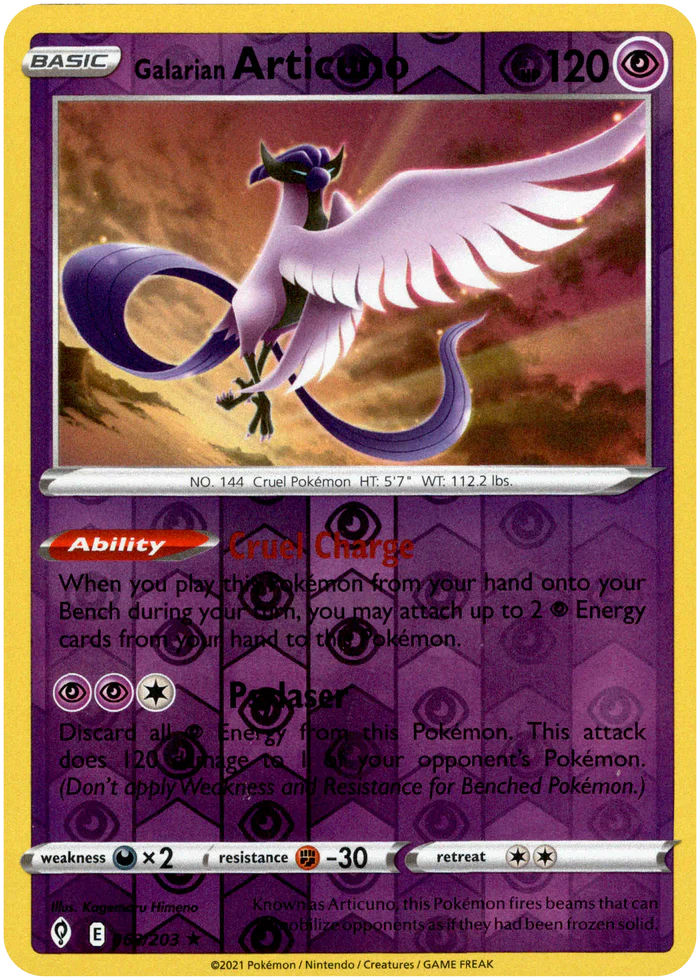 BASIC
Galarian Articuno
HP 120
NO. 144 Cruel Pokémon HT: 5'7" WT: 112.2 lbs.
Ability Cruel Charge
When you play this Pokémon from your hand onto your
Bench during your turn, you may attach up to 2 Energy
cards from your hand to this Pokémon.
Psylaser
Discard all Energy from this Pokémon. This attack
does 120 damage to 1 of your opponent's Pokémon.
(Don't apply Weakness and Resistance for Benched Pokémon.)
weakness ×2 resistance -30 retreat
Illus. Kagemaru Himeno
Known as Articuno, this Pokémon fires beams that can
immobilize opponents as if they had been frozen solid.
E 063/203 ★
©2021 Pokémon / Nintendo / Creatures / GAME FREAK